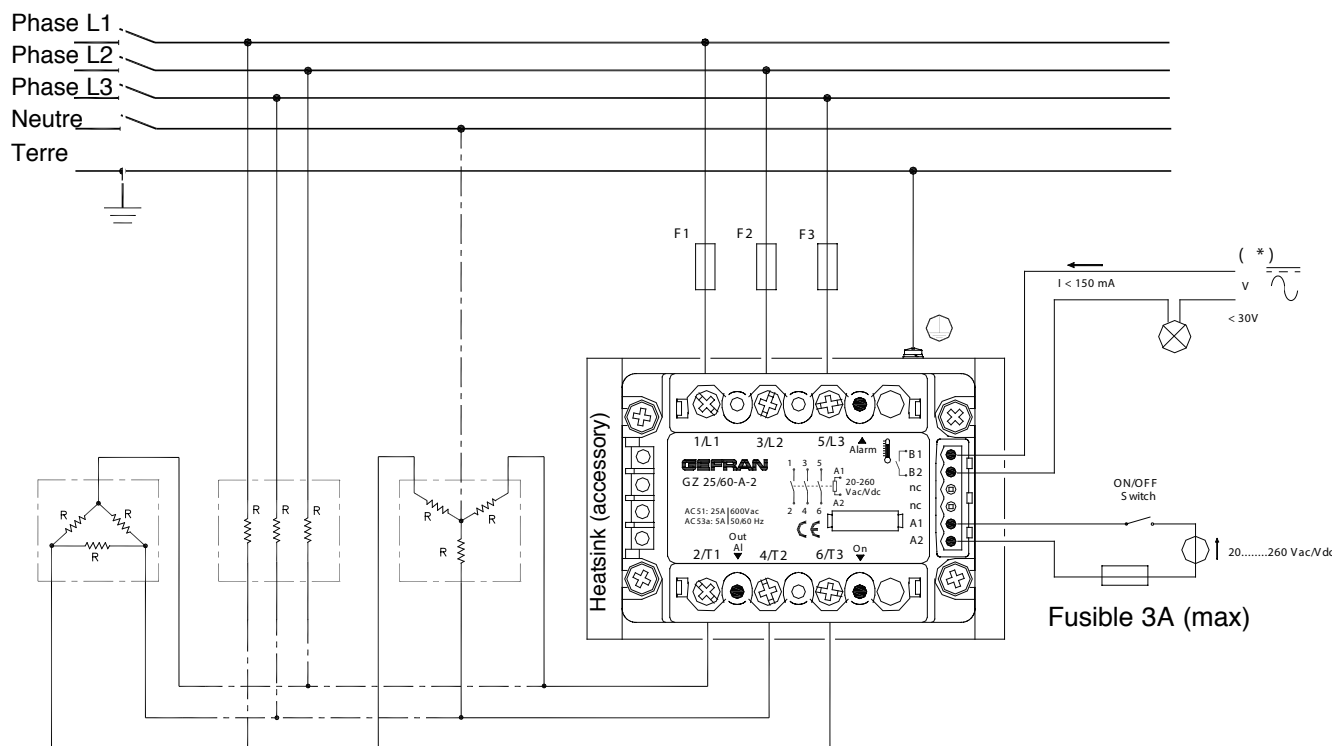 Phase L1
Phase L2
Phase L3
Neutre
Terre
F1 F2 F3
( *)
I < 150 mA
V
< 30V
Heatsink (accessory)
1/L1 3/L2 5/L3
Alarm
B1
B2
nc
nc
A1
A2
GEFRAN
GZ 25/60-A-2
1 3 5
A1
20-260
Vac/Vdc
A2
2 4 6
AC51: 25A 600Vac
AC53a: 5A 50/60 Hz
CE
Out
Al
On
2/T1 4/T2 6/T3
ON/OFF
Switch
20........260 Vac/Vdc
Fusible 3A (max)
R R
R
R R R
R R
R